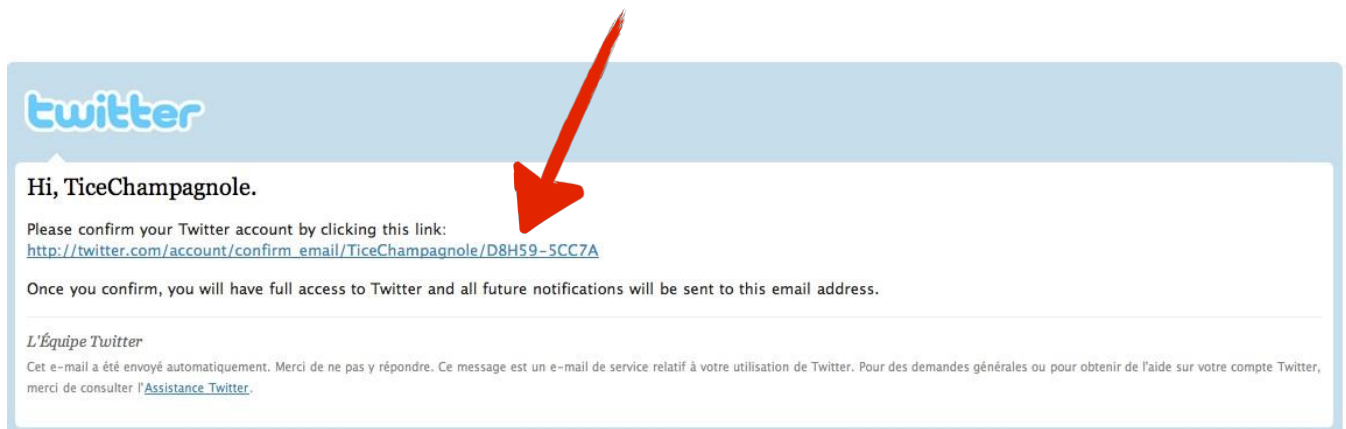 twitter
Hi, TiceChampagnole.
Please confirm your Twitter account by clicking this link:
http://twitter.com/account/confirm_email/TiceChampagnole/D8H59-5CC7A
Once you confirm, you will have full access to Twitter and all future notifications will be sent to this email address.
L'Équipe Twitter
Cet e-mail a été envoyé automatiquement. Merci de ne pas y répondre. Ce message est un e-mail de service relatif à votre utilisation de Twitter. Pour des demandes générales ou pour obtenir de l'aide sur votre compte Twitter,
merci de consulter l'Assistance Twitter.